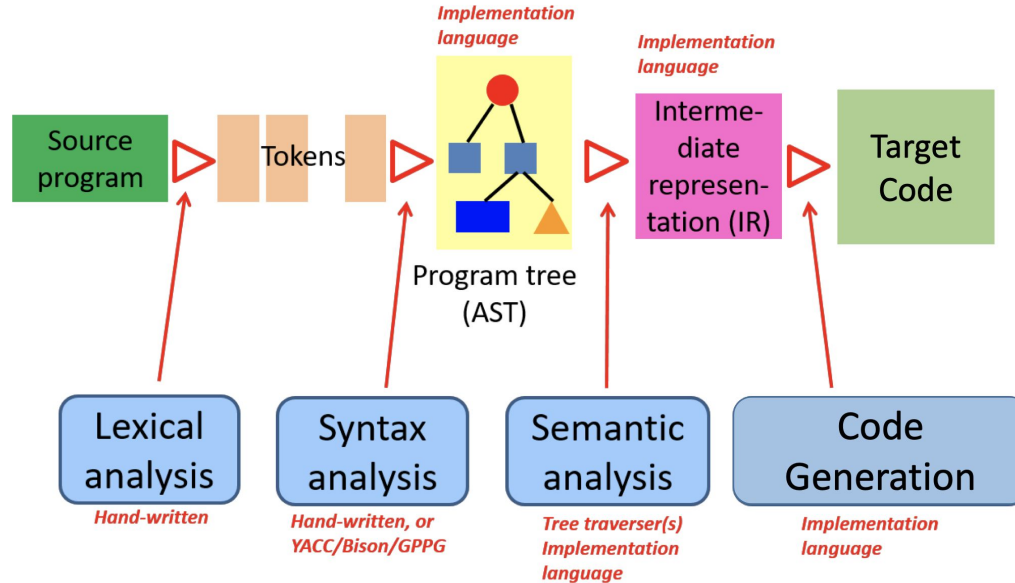 Implementation
language
Implementation
language
Source
program
Tokens
Interme-
diate
represen-
tation (IR)
Target
Code
Program tree
(AST)
Lexical
analysis
Syntax
analysis
Semantic
analysis
Code
Generation
Hand-written
Hand-written, or
YACC/Bison/GPPG
Tree traverser(s)
Implementation
language
Implementation
language